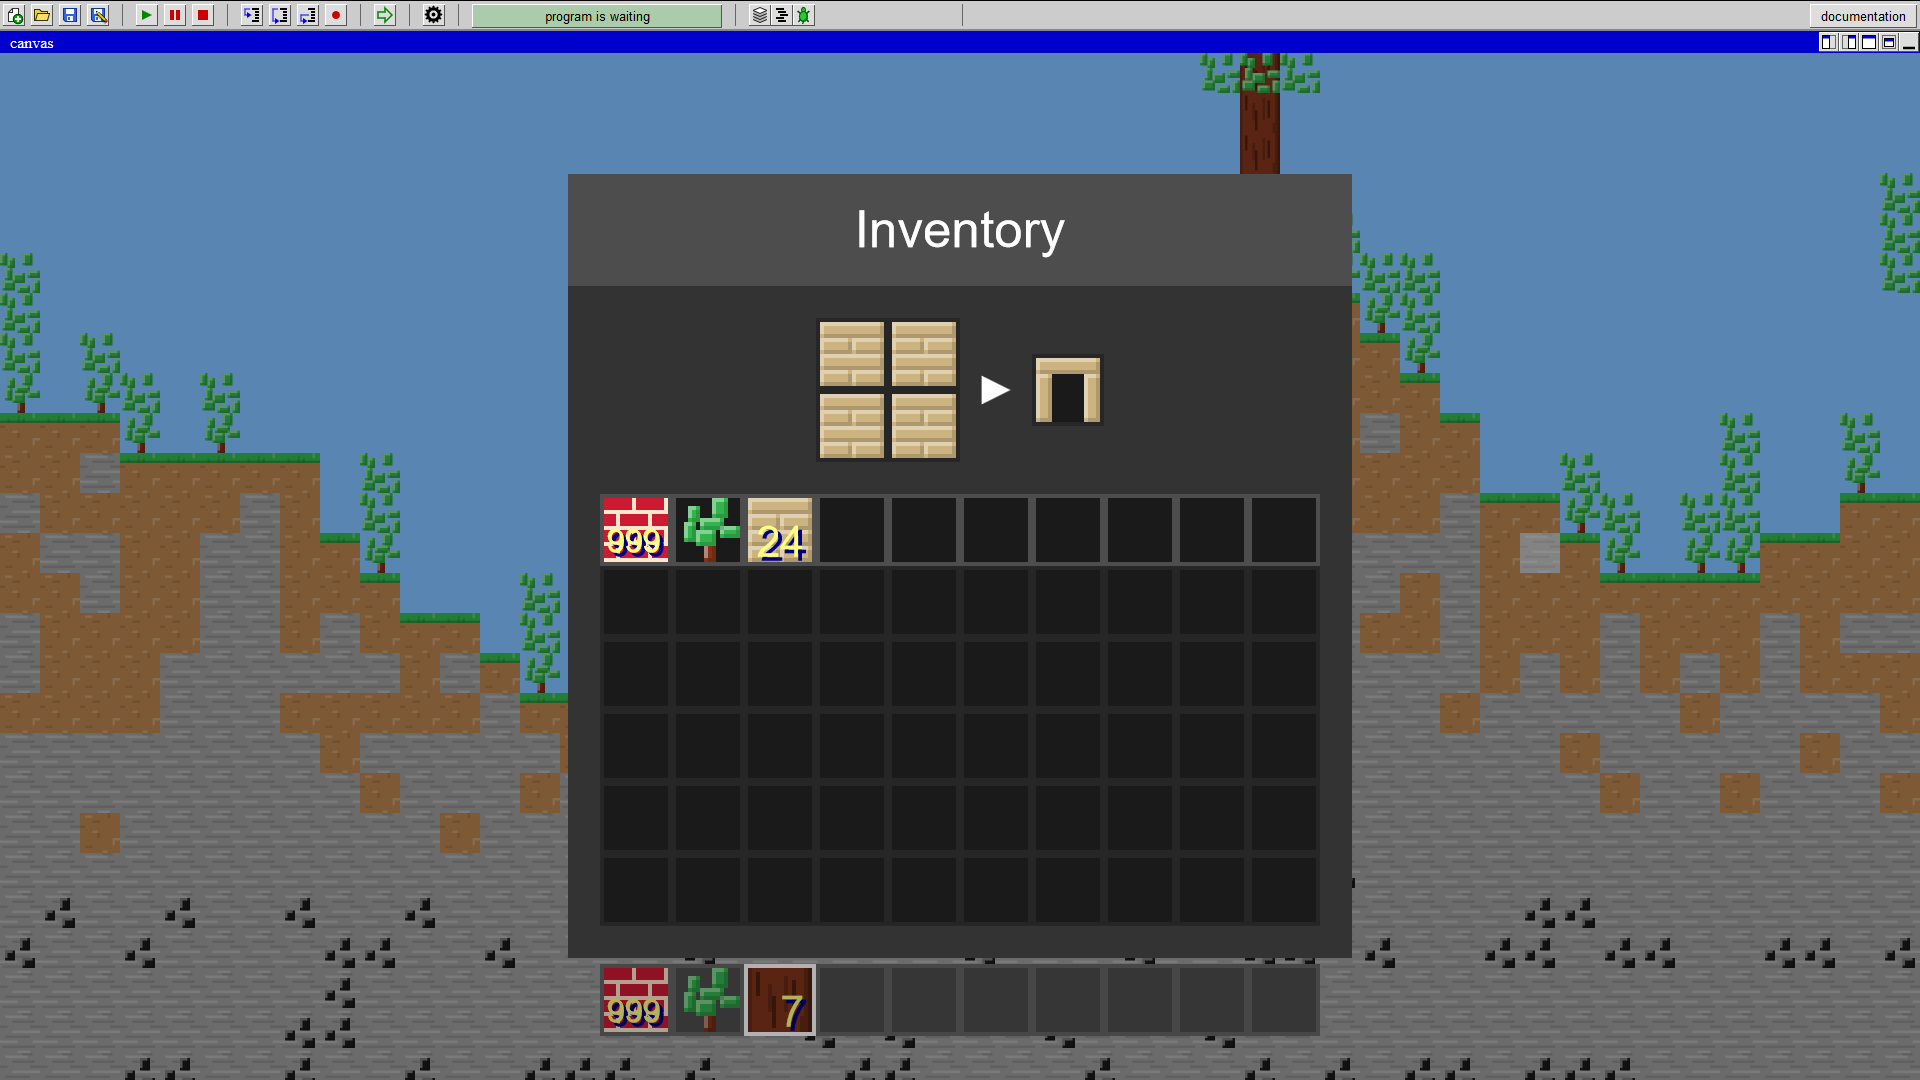 program is waiting
documentation
canvas
Inventory
999
24
999
7